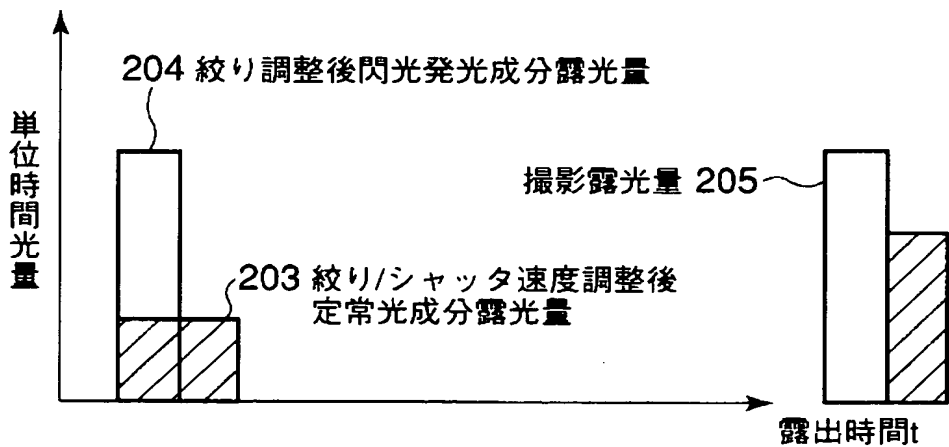 204 絞り調整後閃光発光成分露光量
単位時間光量
撮影露光量 205
203 絞り/シャッタ速度調整後
定常光成分露光量
露出時間t